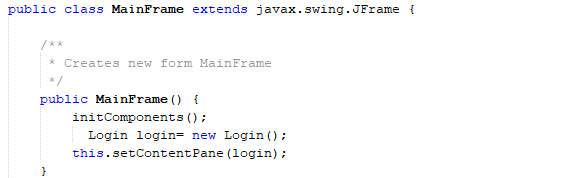 public class MainFrame extends javax.swing.JFrame {
/**
* Creates new form MainFrame
*/
public MainFrame() {
initComponents();
Login login= new Login();
this.setContentPane(login);
}